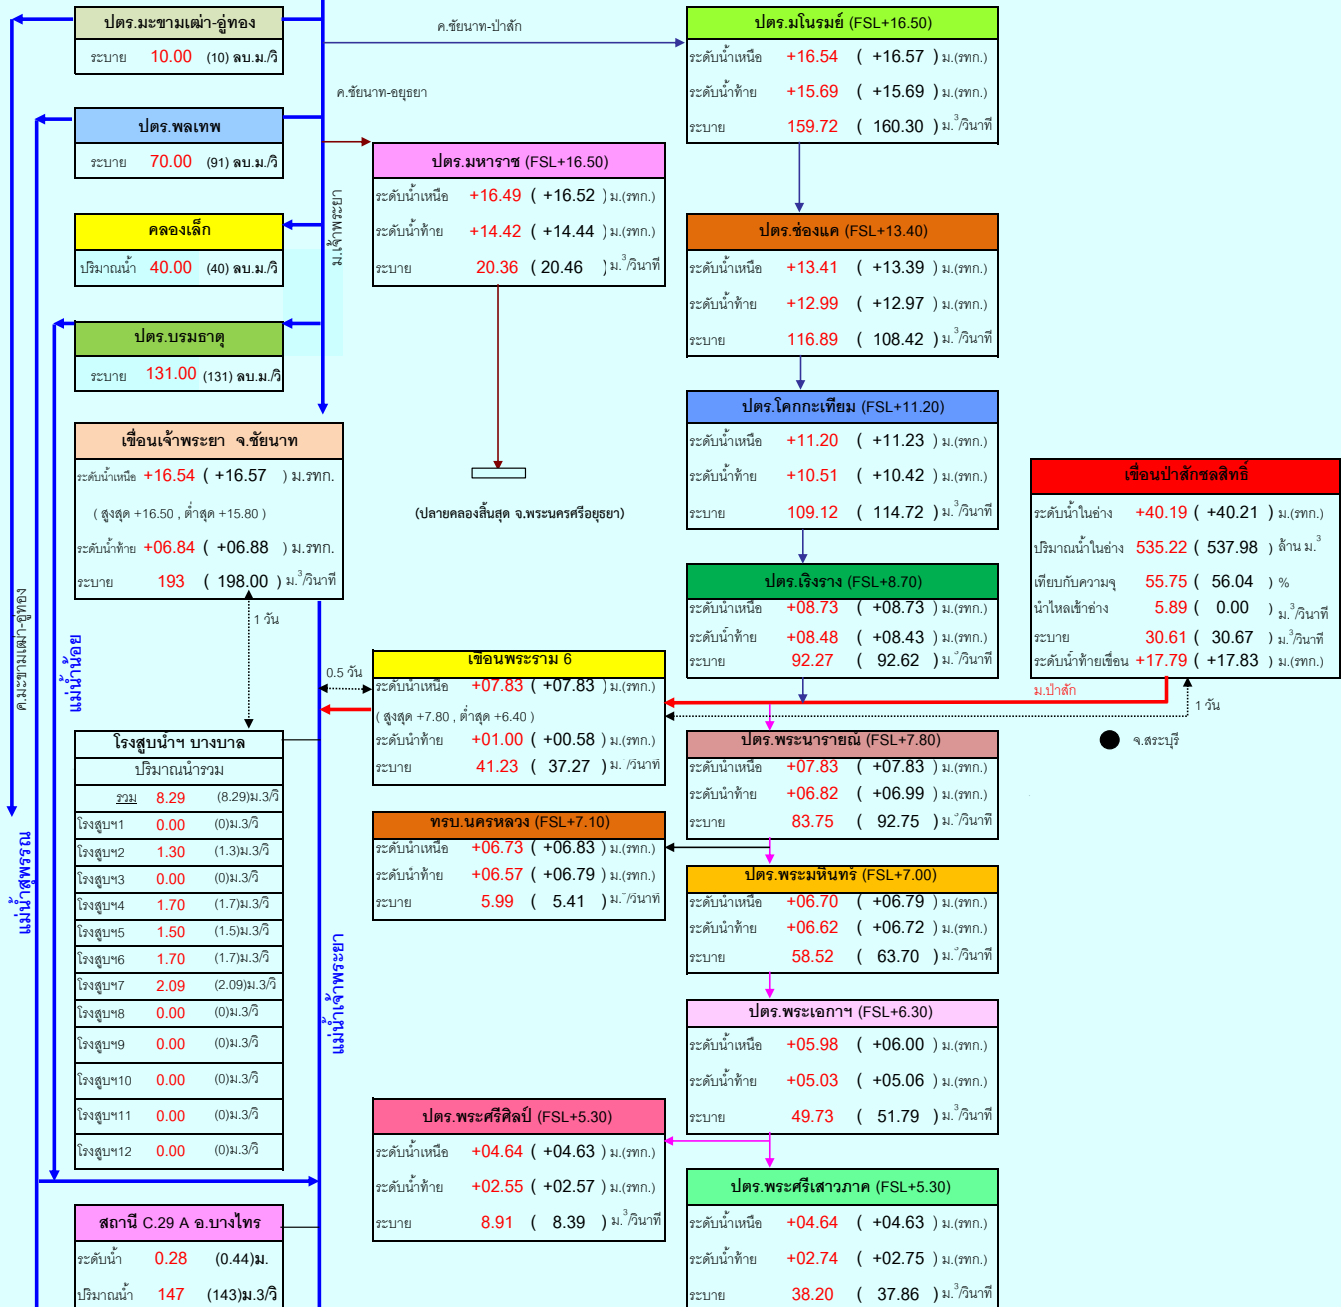 ปตร.มะขามเฒ่า-อู่ทอง
ระบาย 10.00 (10) ลบ.ม./วิ
ปตร.พลเทพ
ระบาย 70.00 (91) ลบ.ม./วิ
คลองเล็ก
ปริมาณน้ำ 40.00 (40) ลบ.ม./วิ
ปตร.บรมธาตุ
ระบาย 131.00 (131) ลบ.ม./วิ
เขื่อนเจ้าพระยา จ.ชัยนาท
ระดับน้ำเหนือ +16.54 ( +16.57 ) ม.รทก.
( สูงสุด +16.50 , ต่ำสุด +15.80 )
ระดับน้ำท้าย +06.84 ( +06.88 ) ม.รทก.
ระบาย 193 ( 198.00 ) ม.³/วินาที
1 วัน
ค.มะขามเฒ่า-อู่ทอง
แม่น้ำน้อย
แม่น้ำสุพรรณ
ม.เจ้าพระยา
แม่น้ำเจ้าพระยา
โรงสูบน้ำฯ บางบาล
ปริมาณน้ำรวม
รวม 8.29 (8.29)ม.3/วิ
โรงสูบฯ1 0.00 (0)ม.3/วิ
โรงสูบฯ2 1.30 (1.3)ม.3/วิ
โรงสูบฯ3 0.00 (0)ม.3/วิ
โรงสูบฯ4 1.70 (1.7)ม.3/วิ
โรงสูบฯ5 1.50 (1.5)ม.3/วิ
โรงสูบฯ6 1.70 (1.7)ม.3/วิ
โรงสูบฯ7 2.09 (2.09)ม.3/วิ
โรงสูบฯ8 0.00 (0)ม.3/วิ
โรงสูบฯ9 0.00 (0)ม.3/วิ
โรงสูบฯ10 0.00 (0)ม.3/วิ
โรงสูบฯ11 0.00 (0)ม.3/วิ
โรงสูบฯ12 0.00 (0)ม.3/วิ
สถานี C.29 A อ.บางไทร
ระดับน้ำ 0.28 (0.44)ม.
ปริมาณน้ำ 147 (143)ม.3/วิ
ค.ชัยนาท-ป่าสัก
ค.ชัยนาท-อยุธยา
ปตร.มหาราช (FSL+16.50)
ระดับน้ำเหนือ +16.49 ( +16.52 ) ม.(รทก.)
ระดับน้ำท้าย +14.42 ( +14.44 ) ม.(รทก.)
ระบาย 20.36 ( 20.46 ) ม.³/วินาที
(ปลายคลองสิ้นสุด จ.พระนครศรีอยุธยา)
0.5 วัน
เขื่อนพระราม 6
ระดับน้ำเหนือ +07.83 ( +07.83 ) ม.(รทก.)
( สูงสุด +7.80 , ต่ำสุด +6.40 )
ระดับน้ำท้าย +01.00 ( +00.58 ) ม.(รทก.)
ระบาย 41.23 ( 37.27 ) ม. /วินาที
ทรบ.นครหลวง (FSL+7.10)
ระดับน้ำเหนือ +06.73 ( +06.83 ) ม.(รทก.)
ระดับน้ำท้าย +06.57 ( +06.79 ) ม.(รทก.)
ระบาย 5.99 ( 5.41 ) ม.³/วินาที
ปตร.พระศรีศิลป์ (FSL+5.30)
ระดับน้ำเหนือ +04.64 ( +04.63 ) ม.(รทก.)
ระดับน้ำท้าย +02.55 ( +02.57 ) ม.(รทก.)
ระบาย 8.91 ( 8.39 ) ม.³/วินาที
ปตร.มโนรมย์ (FSL+16.50)
ระดับน้ำเหนือ +16.54 ( +16.57 ) ม.(รทก.)
ระดับน้ำท้าย +15.69 ( +15.69 ) ม.(รทก.)
ระบาย 159.72 ( 160.30 ) ม.³/วินาที
ปตร.ช่องแค (FSL+13.40)
ระดับน้ำเหนือ +13.41 ( +13.39 ) ม.(รทก.)
ระดับน้ำท้าย +12.99 ( +12.97 ) ม.(รทก.)
ระบาย 116.89 ( 108.42 ) ม.³/วินาที
ปตร.โคกกะเทียม (FSL+11.20)
ระดับน้ำเหนือ +11.20 ( +11.23 ) ม.(รทก.)
ระดับน้ำท้าย +10.51 ( +10.42 ) ม.(รทก.)
ระบาย 109.12 ( 114.72 ) ม.³/วินาที
ปตร.เริงราง (FSL+8.70)
ระดับน้ำเหนือ +08.73 ( +08.73 ) ม.(รทก.)
ระดับน้ำท้าย +08.48 ( +08.43 ) ม.(รทก.)
ระบาย 92.27 ( 92.62 ) ม.³/วินาที
ปตร.พระนารายณ์ (FSL+7.80)
ระดับน้ำเหนือ +07.83 ( +07.83 ) ม.(รทก.)
ระดับน้ำท้าย +06.82 ( +06.99 ) ม.(รทก.)
ระบาย 83.75 ( 92.75 ) ม.³/วินาที
ปตร.พระมหินทร์ (FSL+7.00)
ระดับน้ำเหนือ +06.70 ( +06.79 ) ม.(รทก.)
ระดับน้ำท้าย +06.62 ( +06.72 ) ม.(รทก.)
ระบาย 58.52 ( 63.70 ) ม.³/วินาที
ปตร.พระเอกาฯ (FSL+6.30)
ระดับน้ำเหนือ +05.98 ( +06.00 ) ม.(รทก.)
ระดับน้ำท้าย +05.03 ( +05.06 ) ม.(รทก.)
ระบาย 49.73 ( 51.79 ) ม.³/วินาที
ปตร.พระศรีเสาวภาค (FSL+5.30)
ระดับน้ำเหนือ +04.64 ( +04.63 ) ม.(รทก.)
ระดับน้ำท้าย +02.74 ( +02.75 ) ม.(รทก.)
ระบาย 38.20 ( 37.86 ) ม.³/วินาที
เขื่อนป่าสักชลสิทธิ์
ระดับน้ำในอ่าง +40.19 ( +40.21 ) ม.(รทก.)
ปริมาณน้ำในอ่าง 535.22 ( 537.98 ) ล้าน ม.³
เทียบกับความจุ 55.75 ( 56.04 ) %
น้ำไหลเข้าอ่าง 5.89 ( 0.00 ) ม.³/วินาที
ระบาย 30.61 ( 30.67 ) ม.³/วินาที
ระดับน้ำท้ายเขื่อน +17.79 ( +17.83 ) ม.(รทก.)
ม.ป่าสัก
1 วัน
จ.สระบุรี